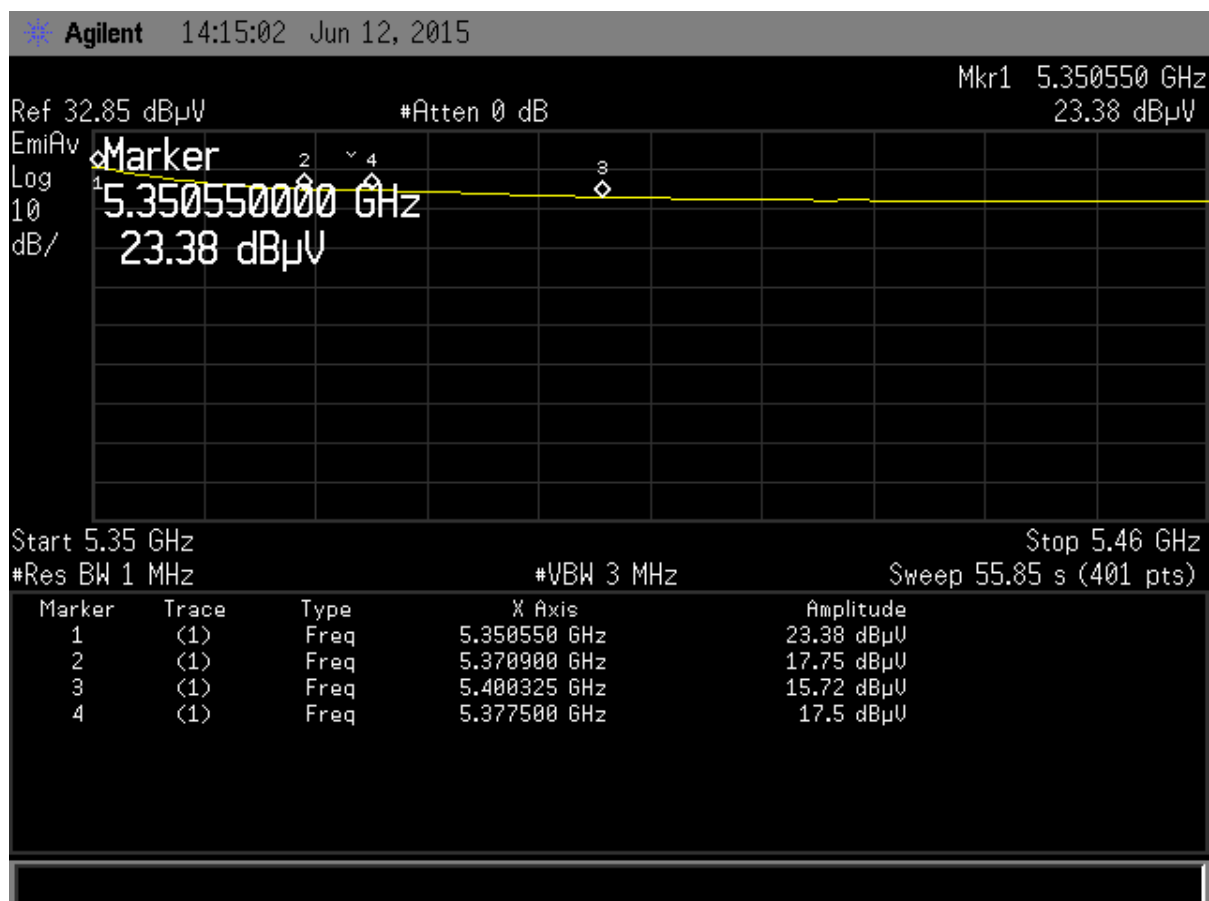 Agilent 14:15:02 Jun 12, 2015
Mkr1 5.350550 GHz
Ref 32.85 dBµV #Atten 0 dB 23.38 dBµV
EmiAv
Log
10
dB/
Marker
5.350550000 GHz
23.38 dBµV
1 2 4 3
Start 5.35 GHz Stop 5.46 GHz
#Res BW 1 MHz #VBW 3 MHz Sweep 55.85 s (401 pts)
Marker Trace Type X Axis Amplitude
1 (1) Freq 5.350550 GHz 23.38 dBµV
2 (1) Freq 5.370900 GHz 17.75 dBµV
3 (1) Freq 5.400325 GHz 15.72 dBµV
4 (1) Freq 5.377500 GHz 17.5 dBµV